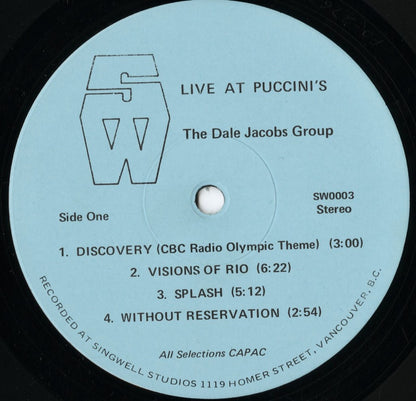 SW
LIVE AT PUCCINI'S
The Dale Jacobs Group
SW0003
Side One
Stereo
1. DISCOVERY (CBC Radio Olympic Theme) (3:00)
2. VISIONS OF RIO (6:22)
3. SPLASH (5:12)
4. WITHOUT RESERVATION (2:54)
All Selections CAPAC
RECORDED AT SINGWELL STUDIOS 1119 HOMER STREET, VANCOUVER, B.C.